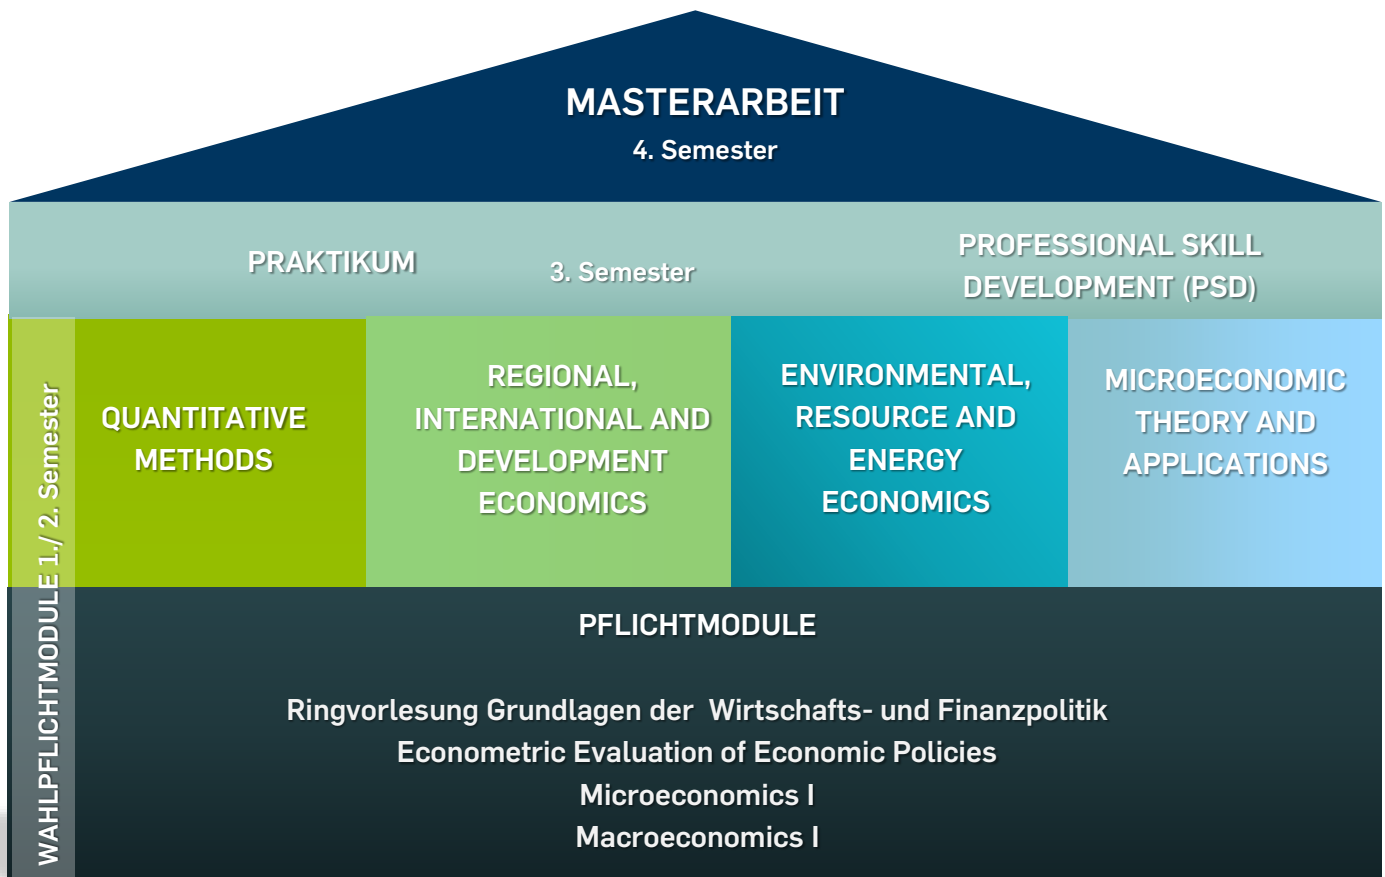 MASTERARBEIT
4. Semester
PRAKTIKUM
3. Semester
PROFESSIONAL SKILL
DEVELOPMENT (PSD)
WAHLPFLICHTMODULE 1./ 2. Semester
QUANTITATIVE
METHODS
REGIONAL,
INTERNATIONAL AND
DEVELOPMENT
ECONOMICS
ENVIRONMENTAL,
RESOURCE AND
ENERGY
ECONOMICS
MICROECONOMIC
THEORY AND
APPLICATIONS
PFLICHTMODULE
Ringvorlesung Grundlagen der  Wirtschafts- und Finanzpolitik
Econometric Evaluation of Economic Policies
Microeconomics I
Macroeconomics I